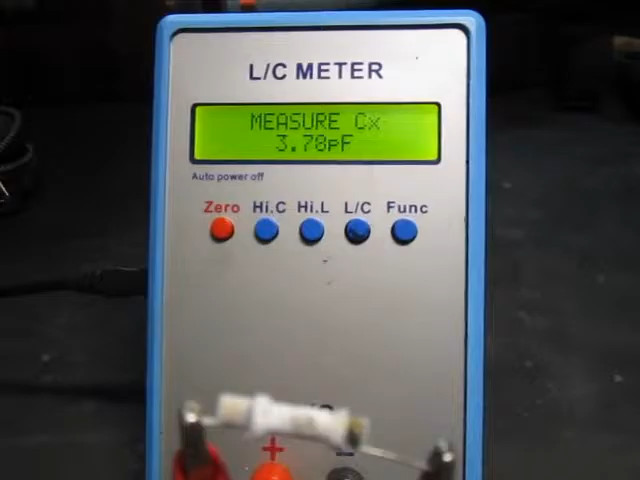 L/C METER
MEASURE Cx
3.78pF
Auto power off
Zero Hi.C Hi.L L/C Func
+
-